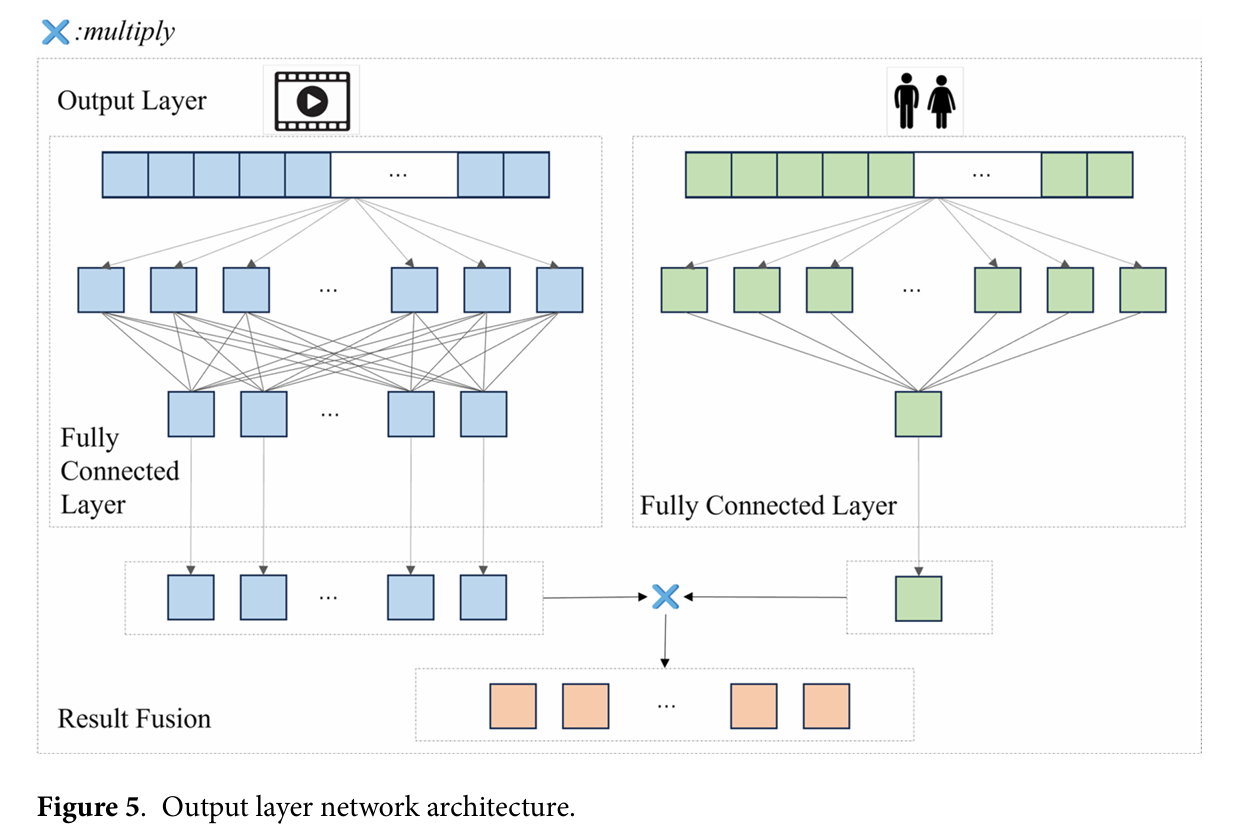 :multiply
Output Layer
...
...
...
...
...
Fully
Connected
Layer
Fully Connected Layer
...
...
Result Fusion
Figure 5. Output layer network architecture.